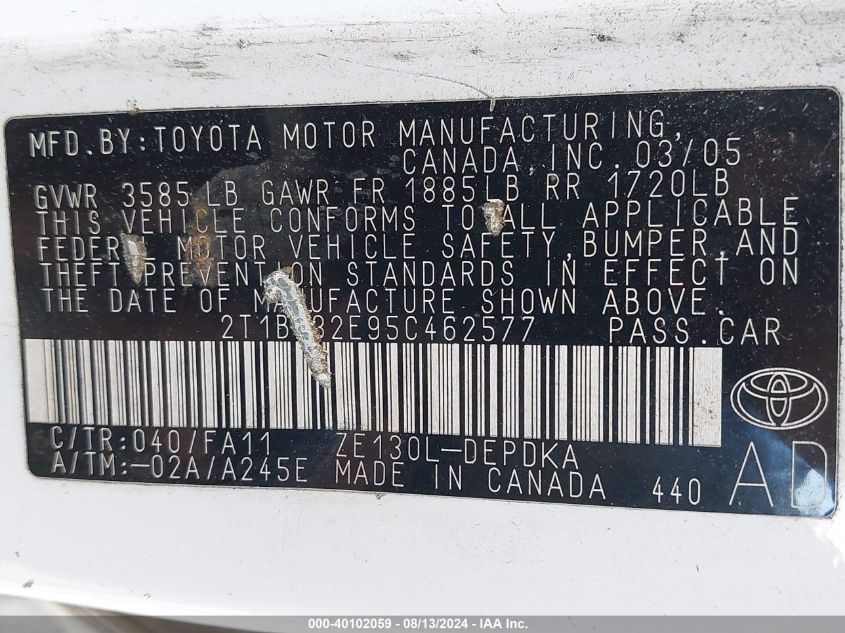 MFD.BY:TOYOTA MOTOR MANUFACTURING,
CANADA, INC. 03/05
GVWR 3585 LB GAWR FR 1885LB RR 1720LB
THIS VEHICLE CONFORMS TO ALL APPLICABLE
MOTOR VEHICLE SAFETY, BUMPER, AND
THEFT PREVENTION STANDARDS IN EFFECT ON
THE DATE OF MANUFACTURE SHOWN ABOVE.
PASS.CAR
C/TR:040/FA11 ZE130L-DEPDKA
A/TM:-02A/A245E MADE IN CANADA 440 AD
000-40102059 - 08/13/2024 - IAA Inc.